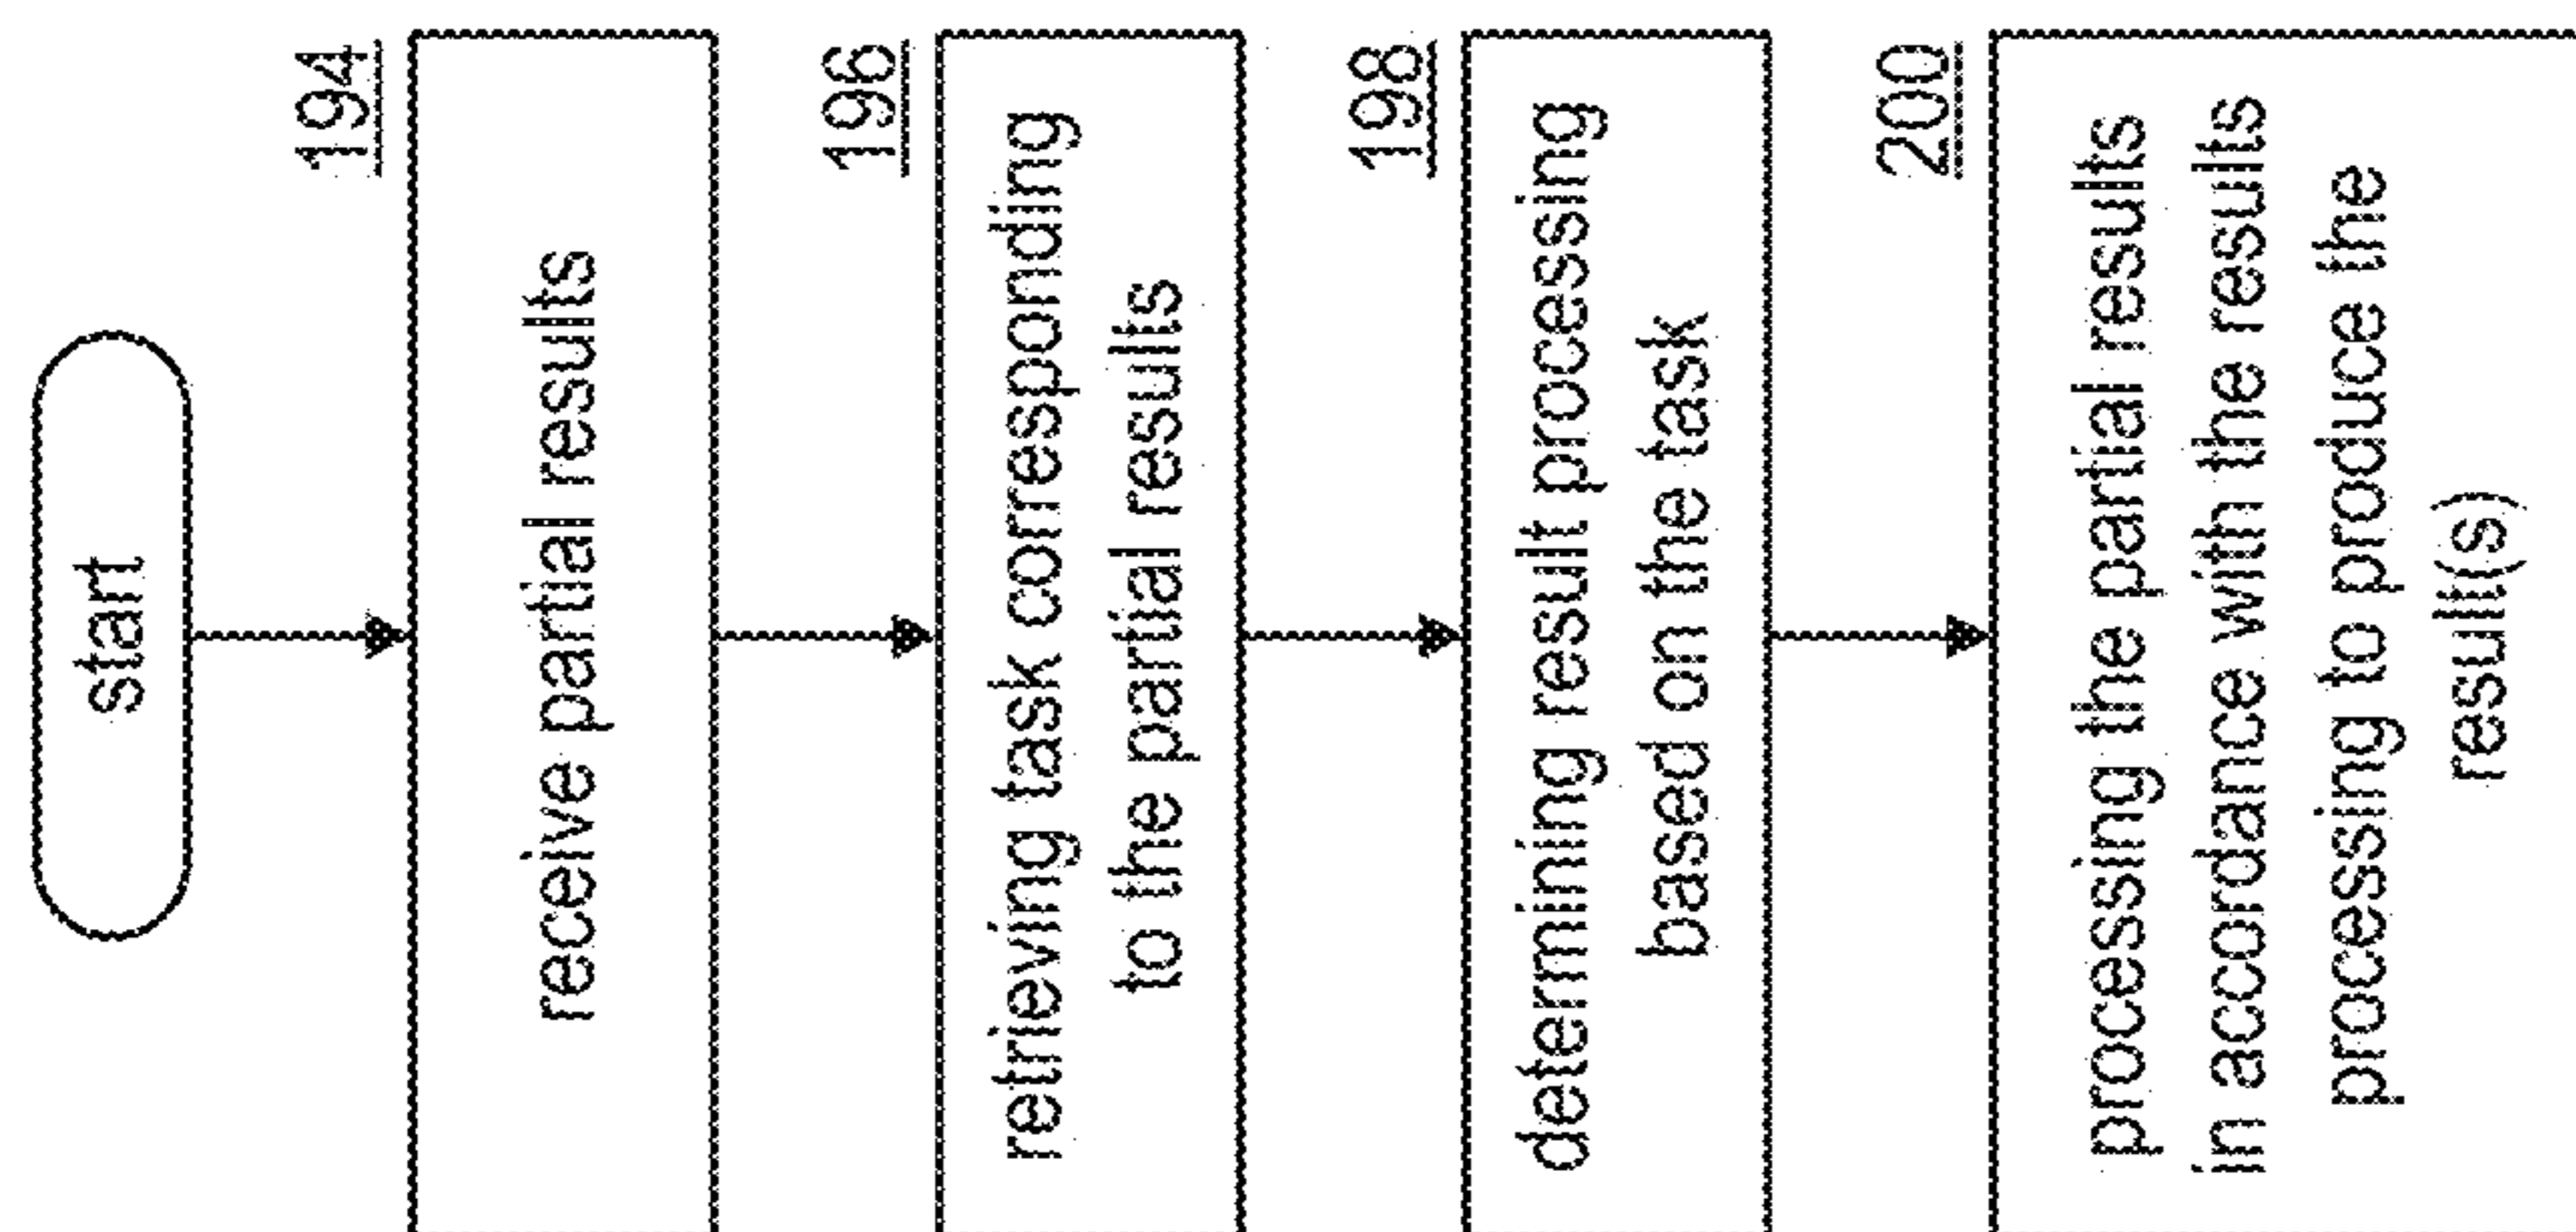 start
194
receive partial results
196
retrieving task corresponding
to the partial results
198
determining result processing
based on the task
200
processing the partial results
in accordance with the results
processing to produce the
result(s)